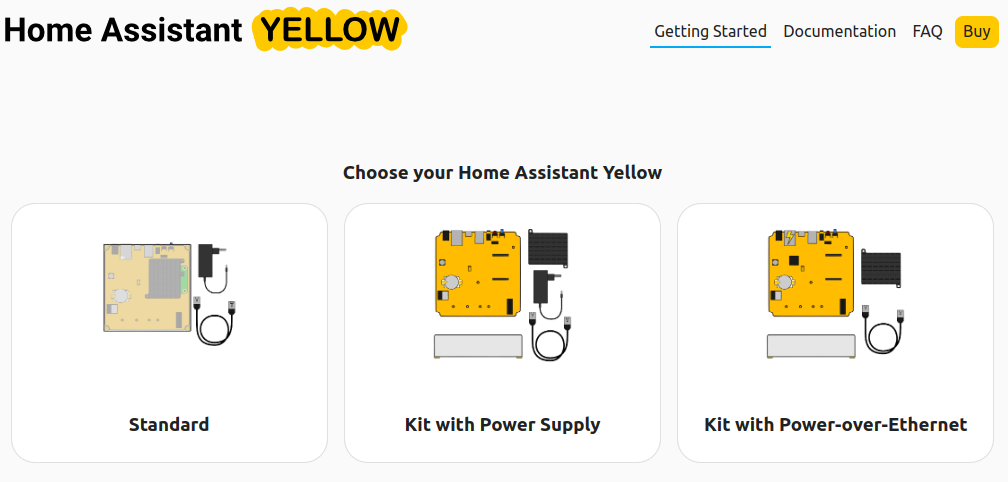 Home Assistant YELLOW
Getting Started Documentation FAQ Buy
Choose your Home Assistant Yellow
Standard
Kit with Power Supply
Kit with Power-over-Ethernet